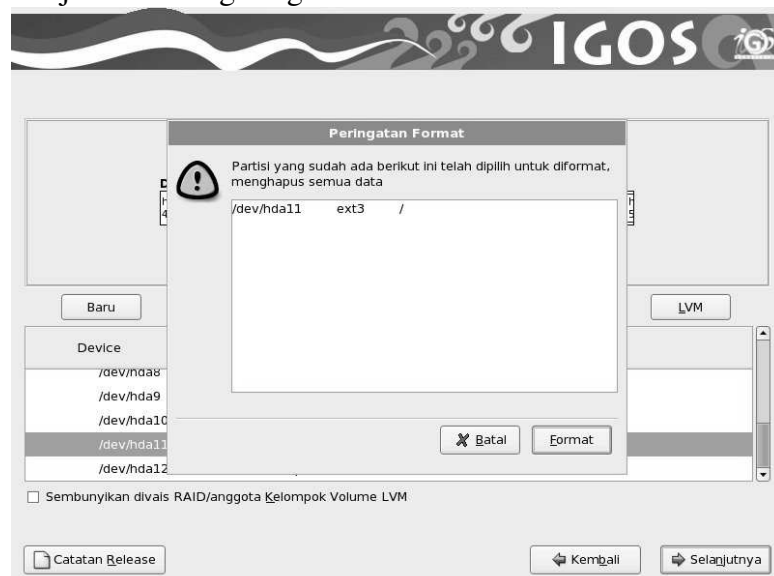 IGOS
Peringatan Format
Partisi yang sudah ada berikut ini telah dipilih untuk diformat,
menghapus semua data
/dev/hda11 ext3 /
Baru
LVM
Device
/dev/hda8
/dev/hda9
/dev/hda10
/dev/hda11
/dev/hda12
Batal
Format
Sembunyikan divais RAID/anggota Kelompok Volume LVM
Catatan Release
Kembali
Selanjutnya